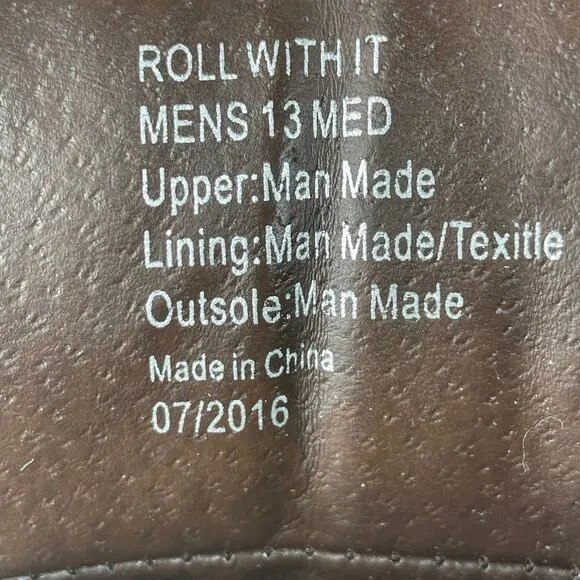 ROLL WITH IT
MENS 13 MED
Upper:Man Made
Lining:Man Made/Texitle
Outsole:Man Made
Made in China
07/2016